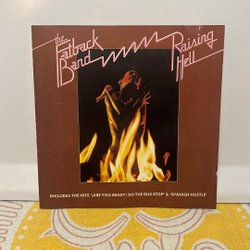 the Fatback Band
Raising Hell
INCLUDES THE HITS '(ARE YOU READY) DO THE BUS STOP' & 'SPANISH HUSTLE'